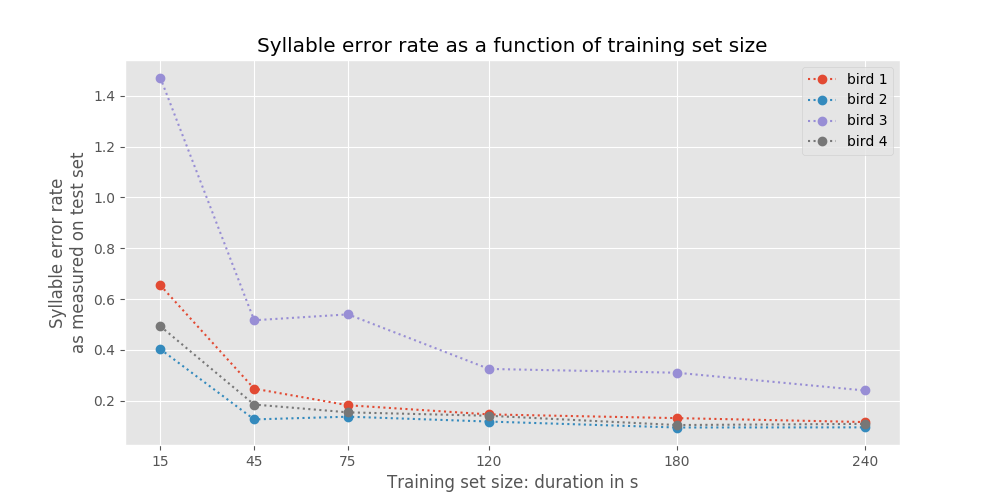 Syllable error rate as a function of training set size
bird 1
bird 2
bird 3
bird 4
1.4
1.2
1.0
0.8
0.6
0.4
0.2
Syllable error rate
as measured on test set
15 45 75 120 180 240
Training set size: duration in s